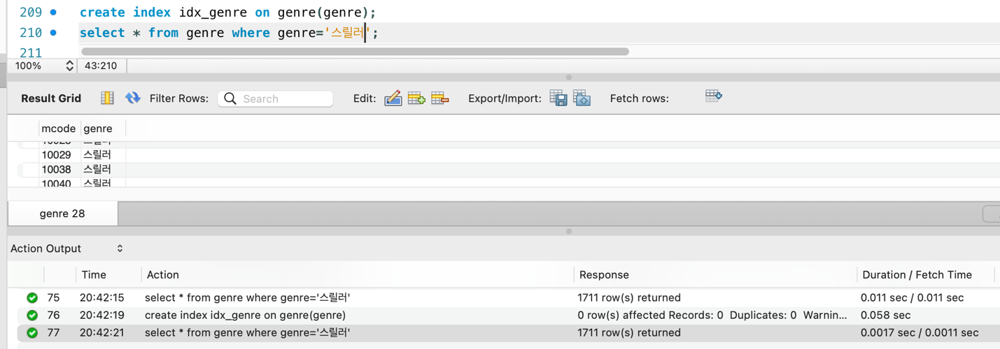 209 create index idx_genre on genre(genre);
210 select * from genre where genre='스릴러';
211
100% 43:210
Result Grid Filter Rows: Search Edit: Export/Import: Fetch rows:
mcode genre
10029 스릴러
10038 스릴러
10040 스릴러
genre 28
Action Output
Time Action Response Duration / Fetch Time
75 20:42:15 select * from genre where genre='스릴러' 1711 row(s) returned 0.011 sec / 0.011 sec
76 20:42:19 create index idx_genre on genre(genre) 0 row(s) affected Records: 0 Duplicates: 0 Warnin... 0.058 sec
77 20:42:21 select * from genre where genre='스릴러' 1711 row(s) returned 0.0017 sec / 0.0011 sec